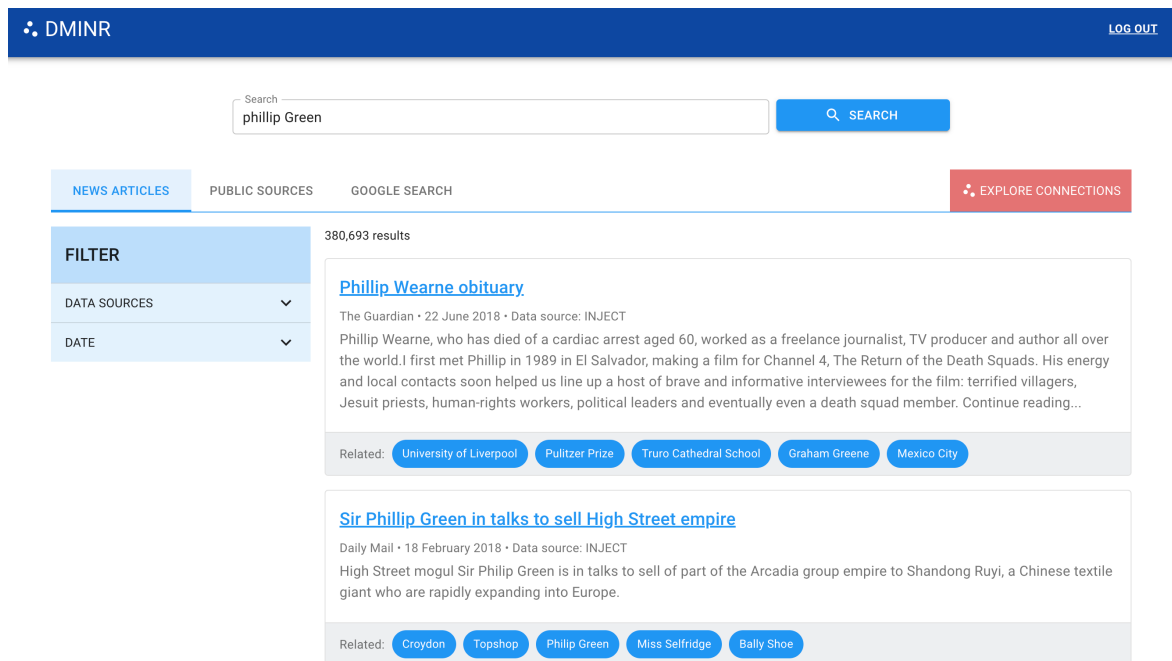 DMINR
LOG OUT
Search
phillip Green
SEARCH
NEWS ARTICLES
PUBLIC SOURCES
GOOGLE SEARCH
EXPLORE CONNECTIONS
FILTER
DATA SOURCES
DATE
380,693 results
Phillip Wearne obituary
The Guardian • 22 June 2018 • Data source: INJECT
Phillip Wearne, who has died of a cardiac arrest aged 60, worked as a freelance journalist, TV producer and author all over
the world.I first met Phillip in 1989 in El Salvador, making a film for Channel 4, The Return of the Death Squads. His energy
and local contacts soon helped us line up a host of brave and informative interviewees for the film: terrified villagers,
Jesuit priests, human-rights workers, political leaders and eventually even a death squad member. Continue reading...
Related: University of Liverpool Pulitzer Prize Truro Cathedral School Graham Greene Mexico City
Sir Phillip Green in talks to sell High Street empire
Daily Mail • 18 February 2018 • Data source: INJECT
High Street mogul Sir Philip Green is in talks to sell of part of the Arcadia group empire to Shandong Ruyi, a Chinese textile
giant who are rapidly expanding into Europe.
Related: Croydon Topshop Philip Green Miss Selfridge Bally Shoe